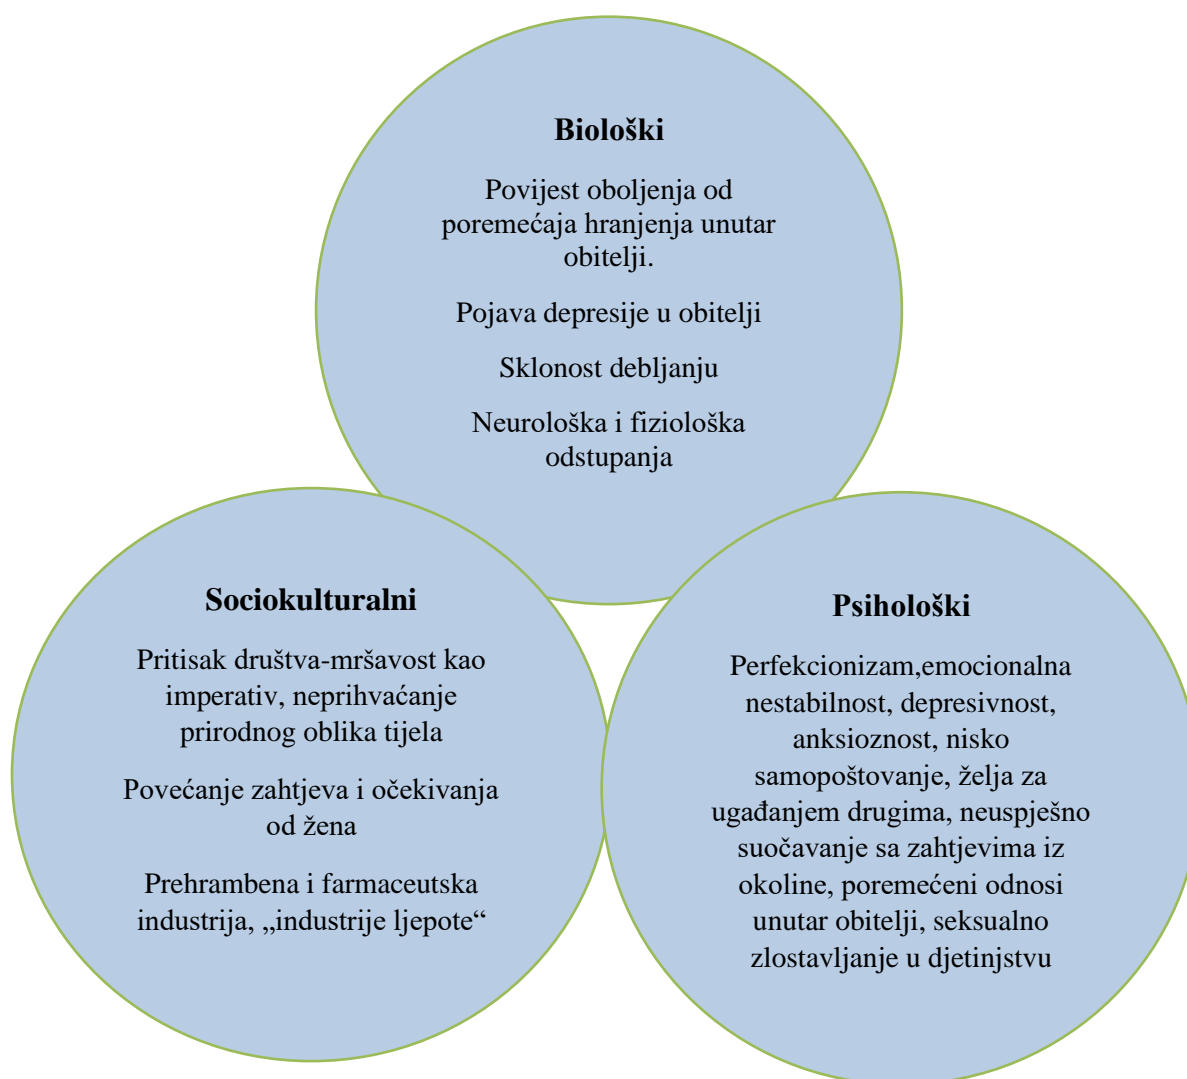 Biološki
Povijest oboljenja od
poremećaja hranjenja unutar
obitelji.
Pojava depresije u obitelji
Sklonost debljanju
Neurološka i fiziološka
odstupanja
Sociokulturalni
Pritisak društva-mršavost kao
imperativ, neprihvaćanje
prirodnog oblika tijela
Povećanje zahtjeva i očekivanja
od žena
Prehrambena i farmaceutska
industrija, „industrije ljepote“
Psihološki
Perfekcionizam,emocionalna
nestabilnost, depresivnost,
anksioznost, nisko
samopoštovanje, želja za
ugađanjem drugima, neuspješno
suočavanje sa zahtjevima iz
okoline, poremećeni odnosi
unutar obitelji, seksualno
zlostavljanje u djetinjstvu